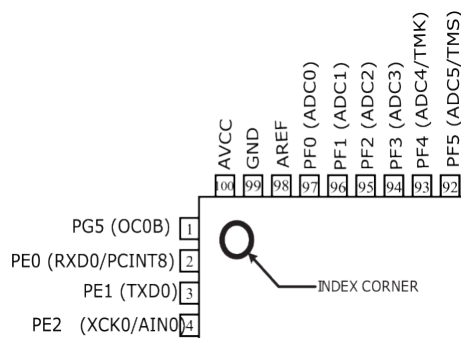 AVCC
GND
AREF
PF0 (ADC0)
PF1 (ADC1)
PF2 (ADC2)
PF3 (ADC3)
PF4 (ADC4/TMK)
PF5 (ADC5/TMS)
100 99 98 97 96 95 94 93 92
PG5 (OC0B) 1
PE0 (RXD0/PCINT8) 2
PE1 (TXD0) 3
PE2 (XCK0/AIN0) 4
INDEX CORNER